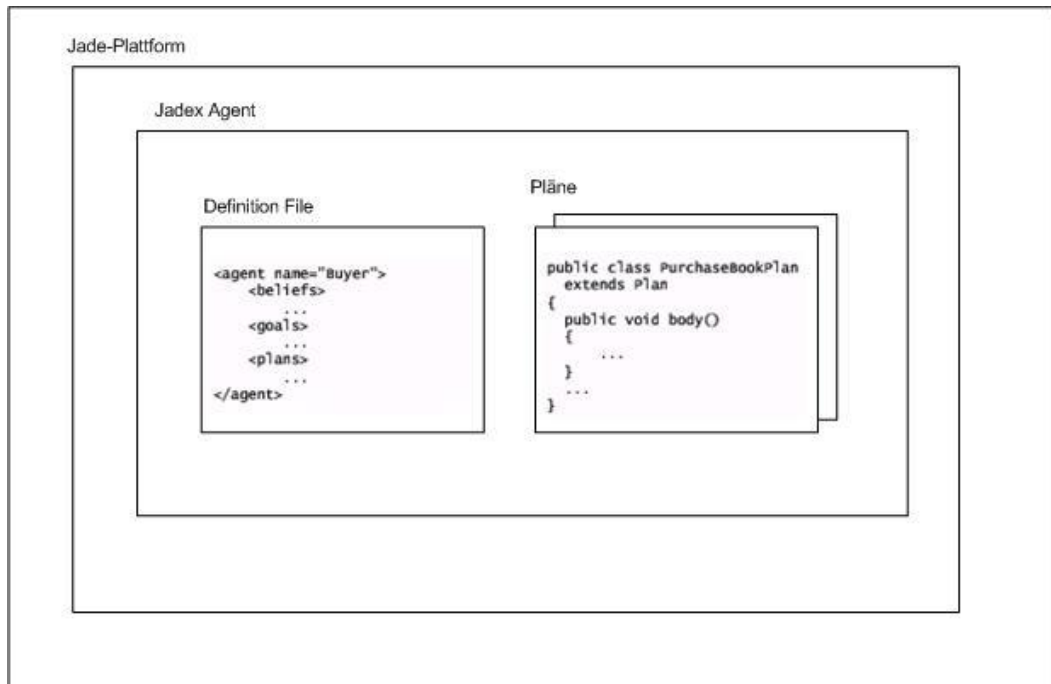 Jade-Plattform
Jadex Agent
Definition File
<agent name="Buyer">
<beliefs>
...
<goals>
...
<plans>
...
</agent>
Pläne
public class PurchaseBookPlan
extends Plan
{
public void body()
{
...
}
...
}